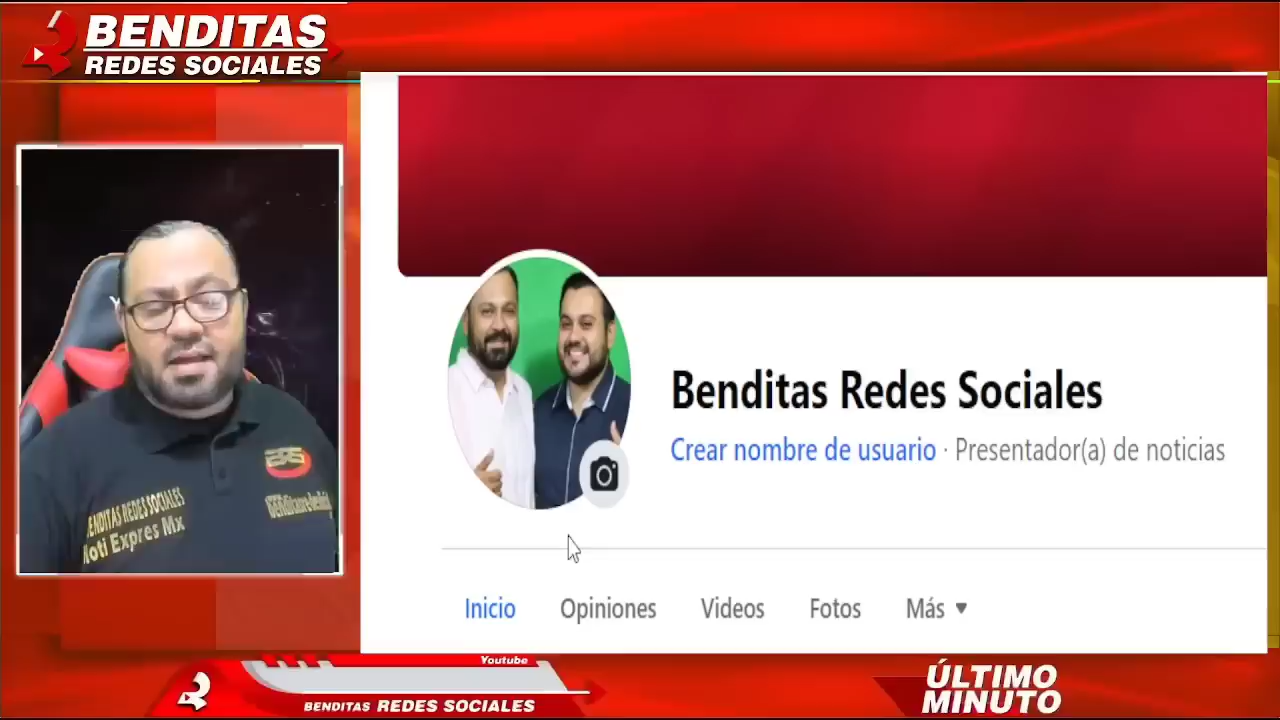 BENDITAS
REDES SOCIALES
BENDITAS REDES SOCIALES
Noti Expres Mx
Benditas Redes Sociales
Crear nombre de usuario · Presentador(a) de noticias
Inicio
Opiniones
Videos
Fotos
Más
Youtube
BENDITAS REDES SOCIALES
ÚLTIMO
MINUTO